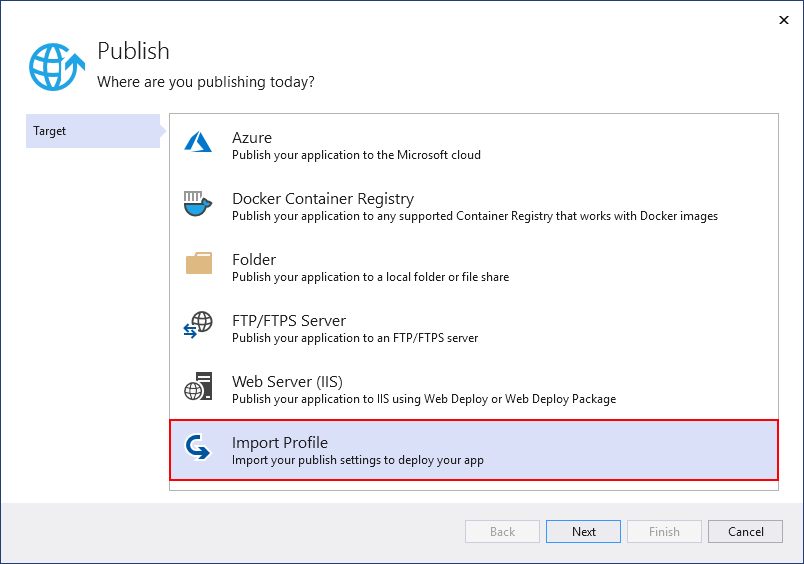 Publish
Where are you publishing today?
Target
Azure
Publish your application to the Microsoft cloud
Docker Container Registry
Publish your application to any supported Container Registry that works with Docker images
Folder
Publish your application to a local folder or file share
FTP/FTPS Server
Publish your application to an FTP/FTPS server
Web Server (IIS)
Publish your application to IIS using Web Deploy or Web Deploy Package
Import Profile
Import your publish settings to deploy your app
Back
Next
Finish
Cancel